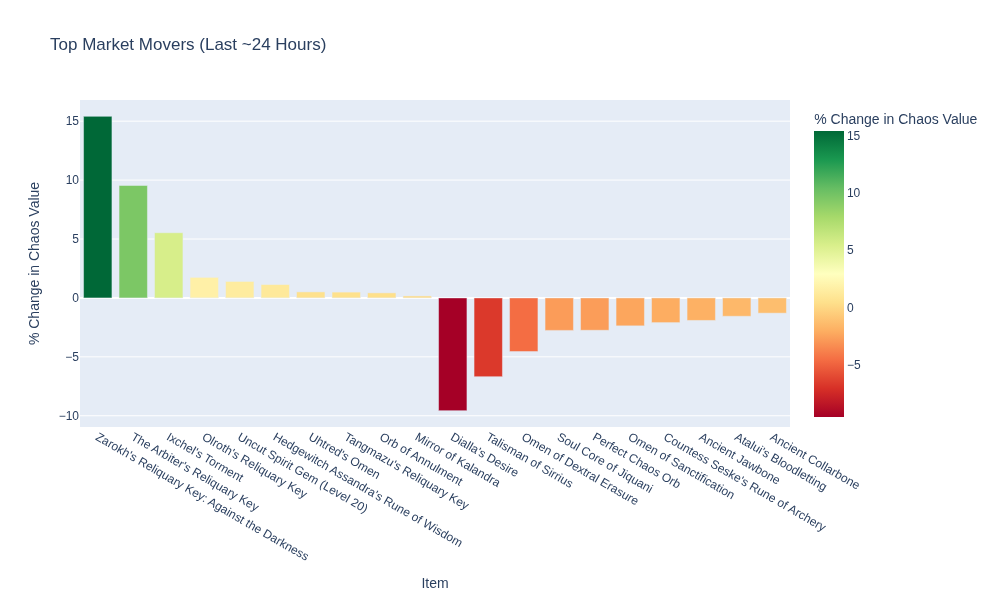 Top Market Movers (Last ~24 Hours)
% Change in Chaos Value
15
10
5
0
−5
−10
% Change in Chaos Value
15
10
5
0
−5
Zarokh's Reliquary Key: Against the Darkness
The Arbiter's Reliquary Key
Ixchel's Torment
Olroth's Reliquary Key
Uncut Spirit Gem (Level 20)
Hedgewitch Assandra's Rune of Wisdom
Uhtred's Omen
Tangmazu's Reliquary Key
Orb of Annulment
Mirror of Kalandra
Dialla's Desire
Talisman of Sirrius
Omen of Dextral Erasure
Soul Core of Jiquani
Perfect Chaos Orb
Omen of Sanctification
Countess Seske's Rune of Archery
Ancient Jawbone
Atalui's Bloodletting
Ancient Collarbone
Item